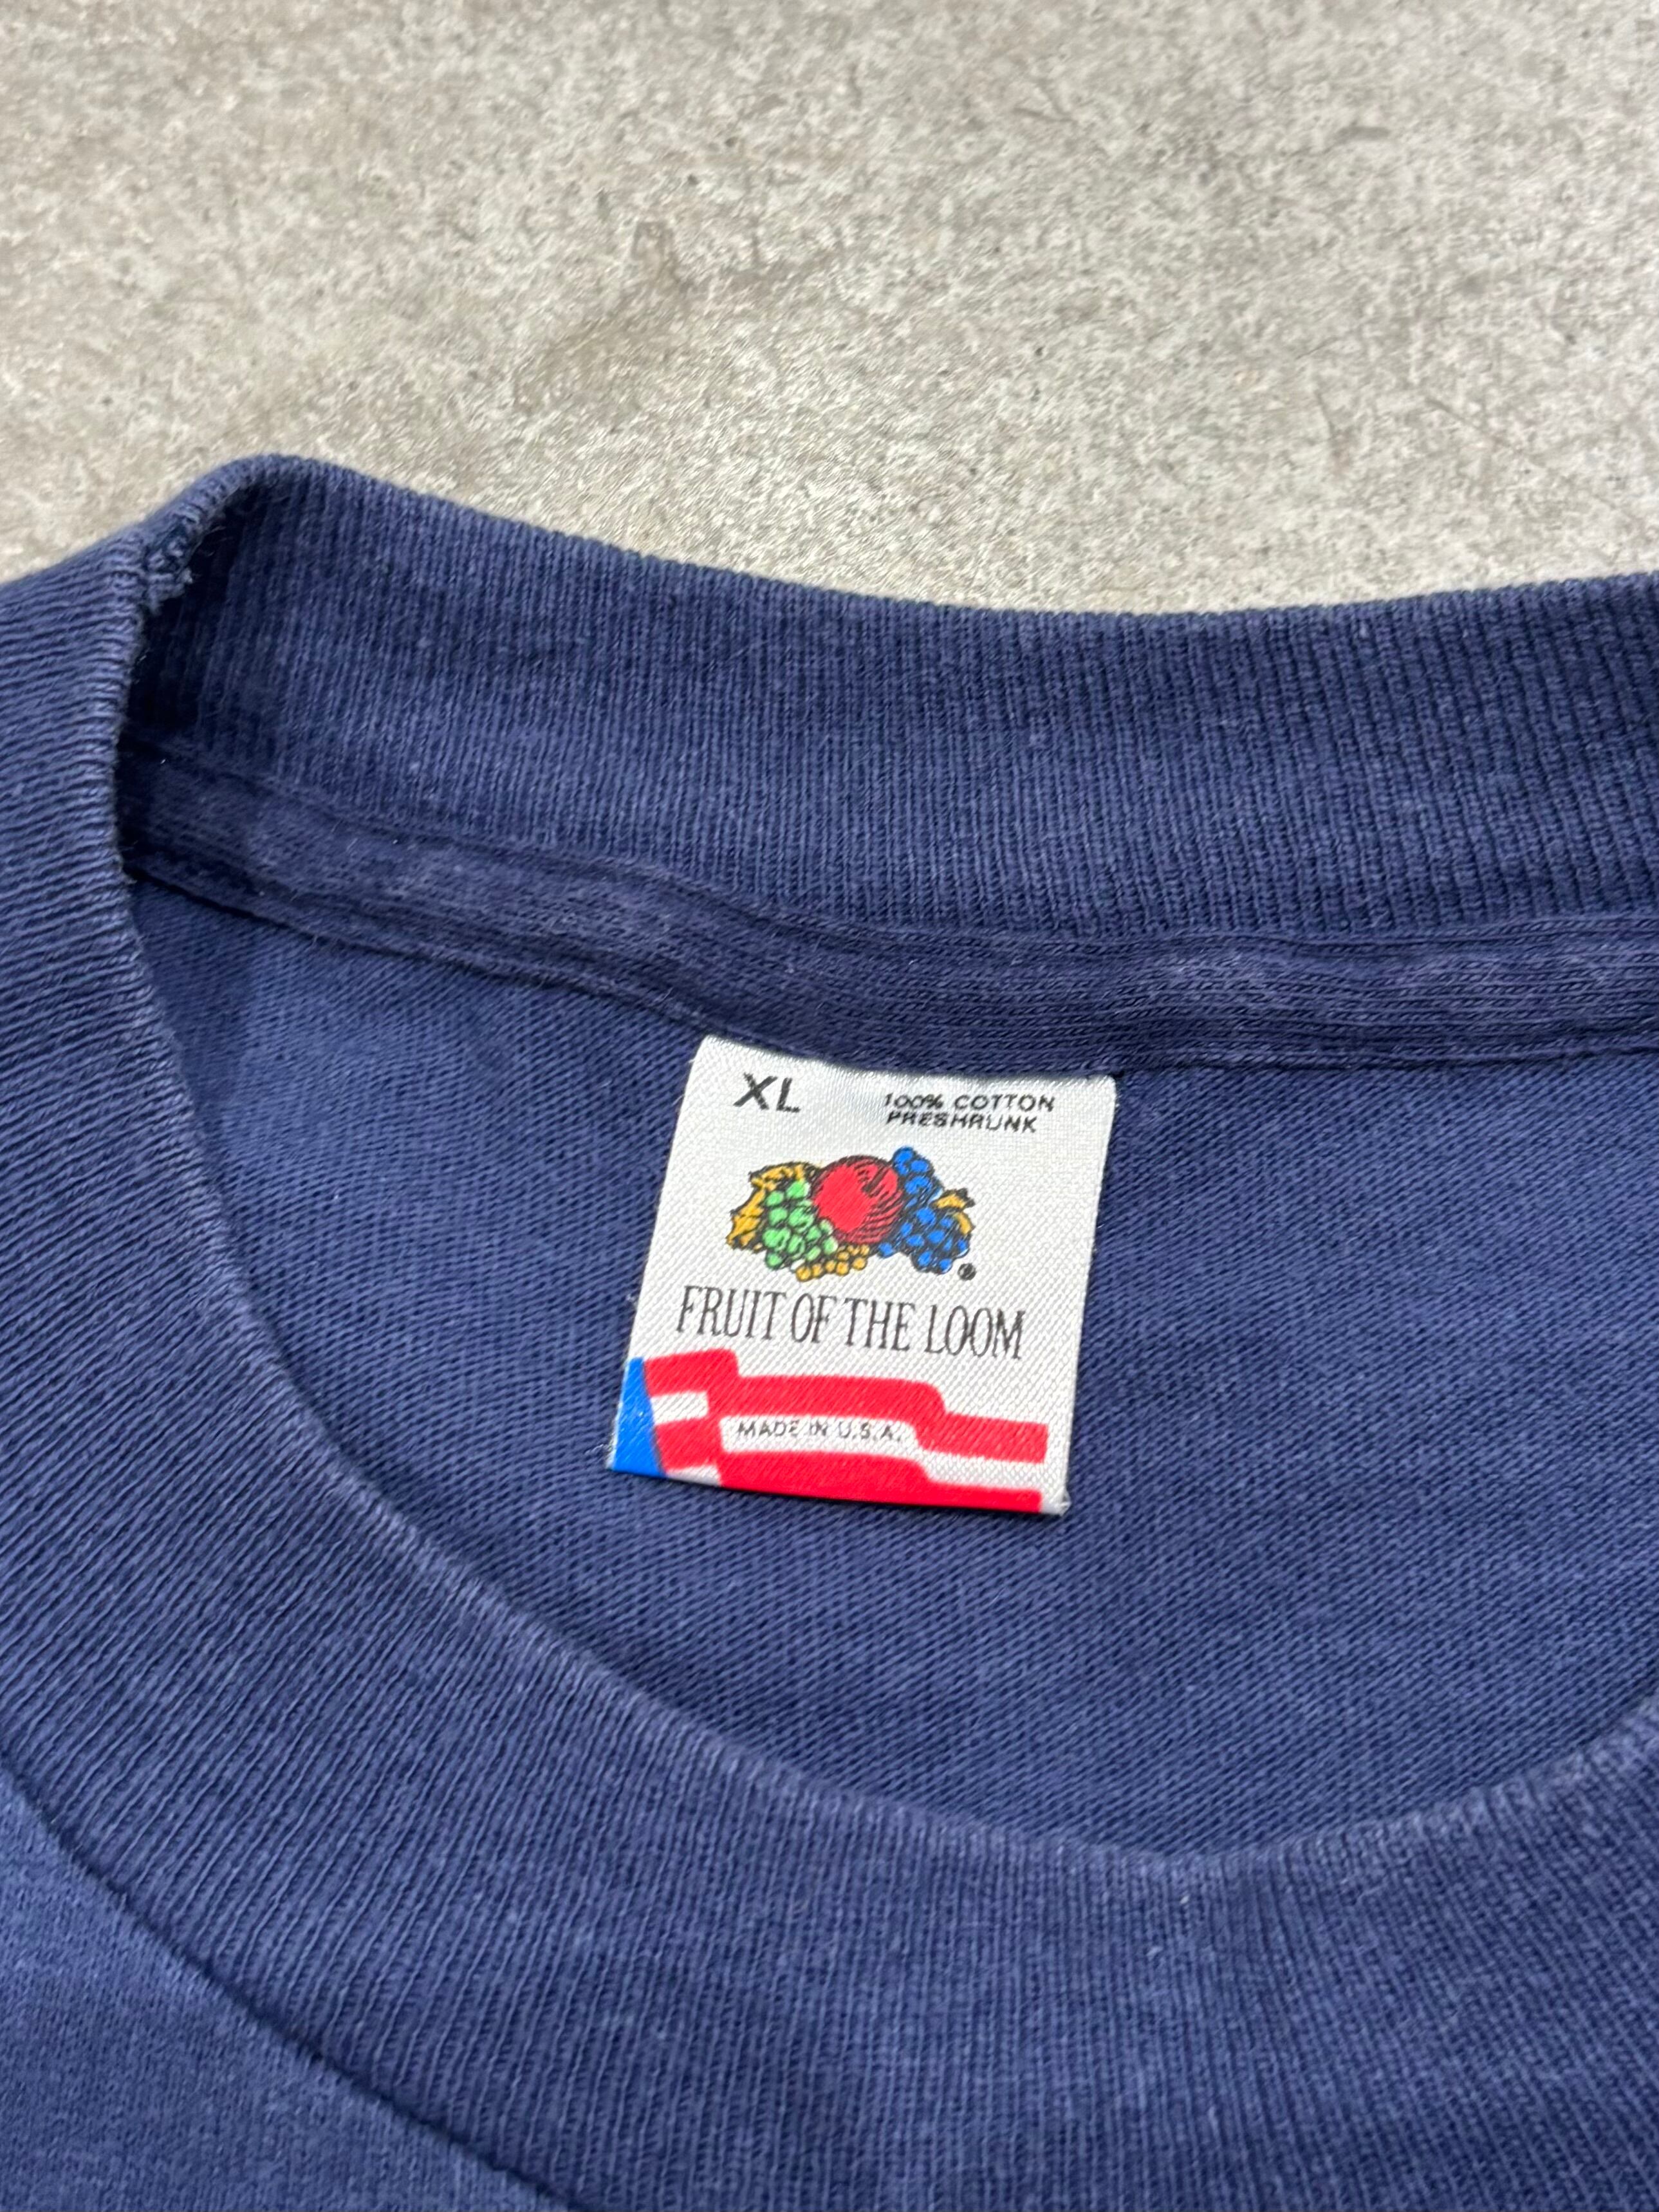 XL
100% COTTON
PRESHRUNK
®
FRUIT OF THE LOOM
MADE IN U.S.A.